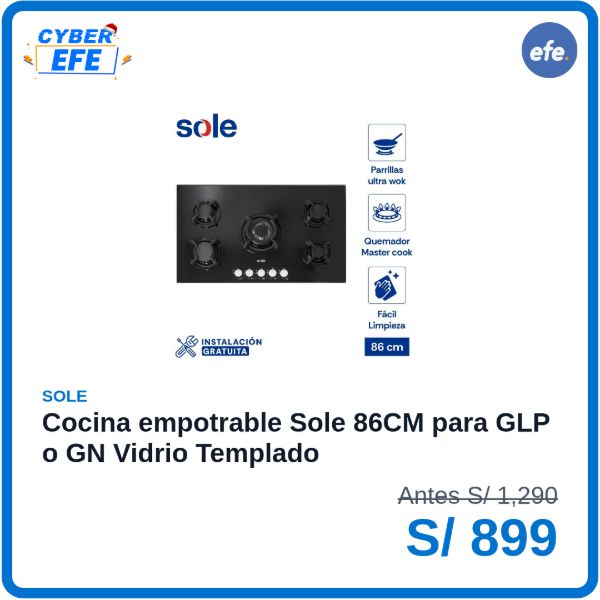 CYBER
EFE
efe.
sole
Parrillas
ultra wok
Quemador
Master cook
Fácil
Limpieza
86 cm
sole
INSTALACIÓN
GRATUITA
SOLE
Cocina empotrable Sole 86CM para GLP
o GN Vidrio Templado
Antes S/ 1,290
S/ 899